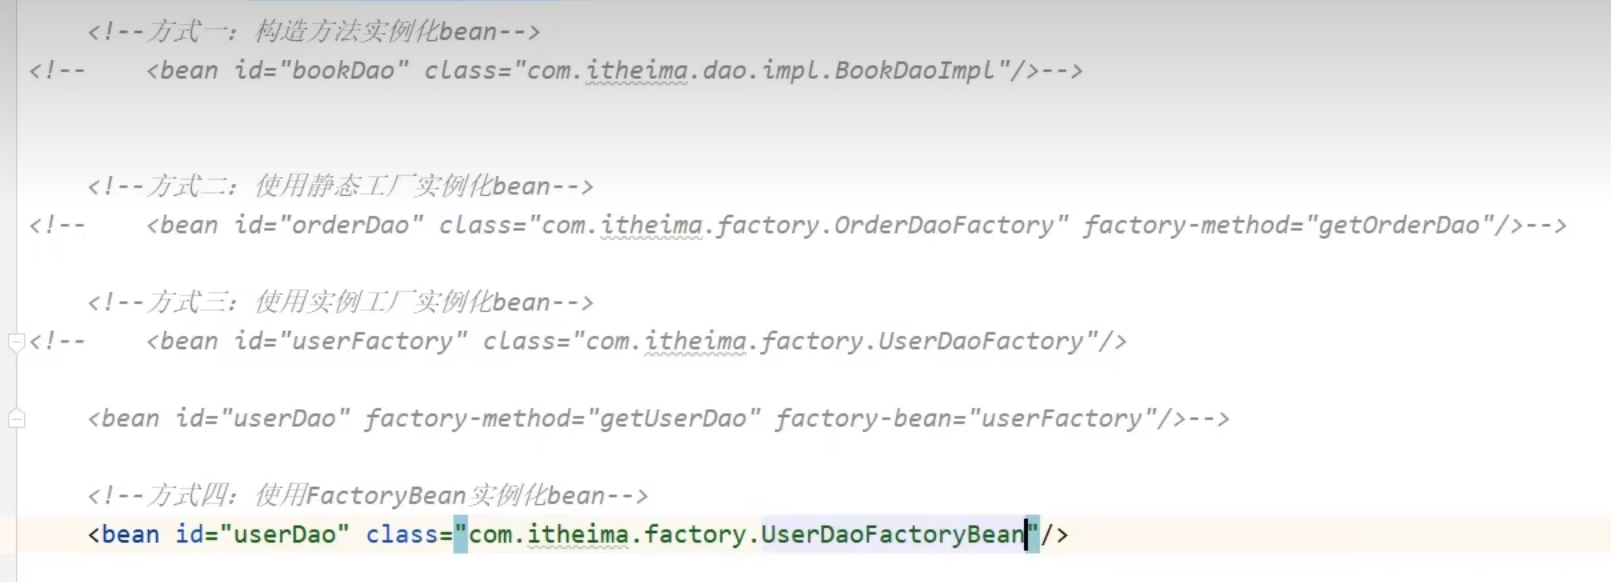 <!--方式一：构造方法实例化bean-->
<!--    <bean id="bookDao" class="com.itheima.dao.impl.BookDaoImpl"/>-->
<!--方式二：使用静态工厂实例化bean-->
<!--    <bean id="orderDao" class="com.itheima.factory.OrderDaoFactory" factory-method="getOrderDao"/>-->
<!--方式三：使用实例工厂实例化bean-->
<!--    <bean id="userFactory" class="com.itheima.factory.UserDaoFactory"/>
<bean id="userDao" factory-method="getUserDao" factory-bean="userFactory"/>-->
<!--方式四：使用FactoryBean实例化bean-->
<bean id="userDao" class="com.itheima.factory.UserDaoFactoryBean"/>